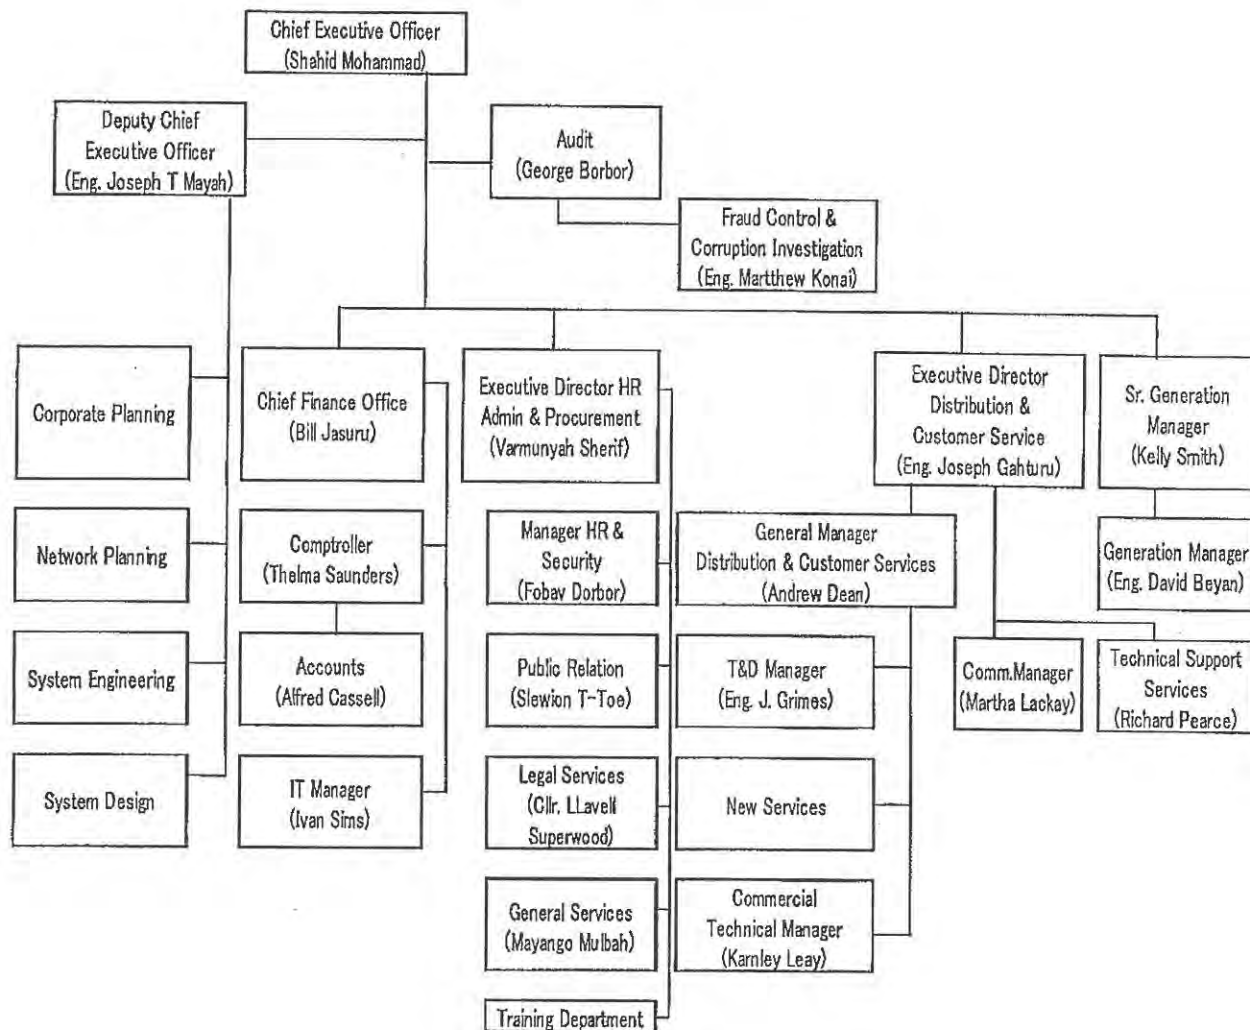 Chief Executive Officer
(Shahid Mohammad)
Deputy Chief
Executive Officer
(Eng. Joseph T Mayah)
Audit
(George Borbor)
Fraud Control &
Corruption Investigation
(Eng. Martthew Konai)
Corporate Planning
Network Planning
System Engineering
System Design
Chief Finance Office
(Bill Jasuru)
Comptroller
(Thelma Saunders)
Accounts
(Alfred Cassell)
IT Manager
(Ivan Sims)
Executive Director HR
Admin & Procurement
(Varmunyah Sherif)
Manager HR &
Security
(Fobay Dorbor)
Public Relation
(Slewion T-Toe)
Legal Services
(Cllr. LLavell
Superwood)
General Services
(Mayango Mulbah)
Training Department
Executive Director
Distribution &
Customer Service
(Eng. Joseph Gahturu)
General Manager
Distribution & Customer Services
(Andrew Dean)
T&D Manager
(Eng. J. Grimes)
New Services
Commercial
Technical Manager
(Karnley Leay)
Comm.Manager
(Martha Lackay)
Technical Support
Services
(Richard Pearce)
Sr. Generation
Manager
(Kelly Smith)
Generation Manager
(Eng. David Beyan)